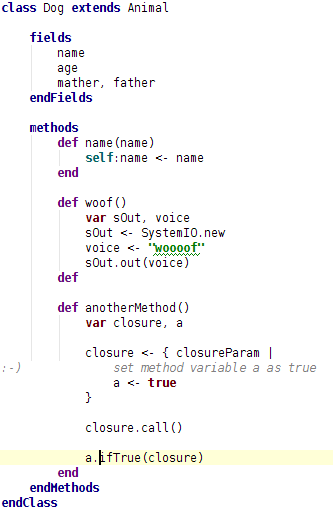 class Dog extends Animal
fields
name
age
mather, father
endFields
methods
def name(name)
self:name <- name
end
def woof()
var sOut, voice
sOut <- SystemIO.new
voice <- "woooof"
sOut.out(voice)
def
def anotherMethod()
var closure, a
closure <- { closureParam |
:-) set method variable a as true
a <- true
}
closure.call()
a.ifTrue(closure)
end
endMethods
endClass